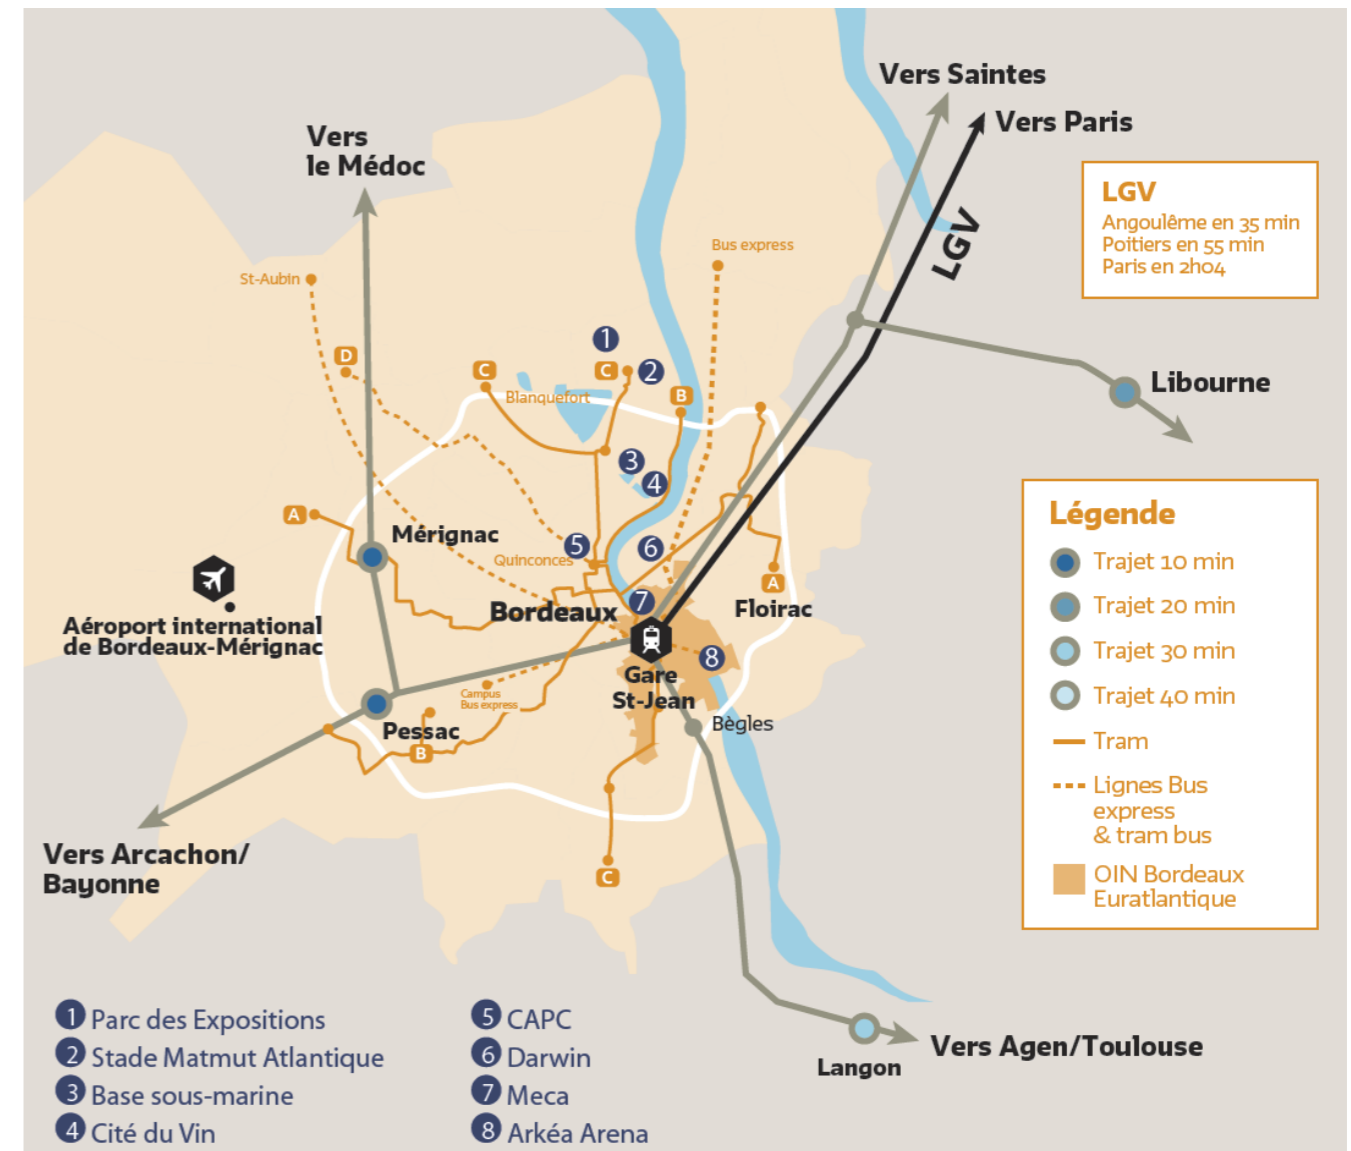 Vers Saintes
Vers Paris
Vers
le Médoc
LGV
LGV
Angoulême en 35 min
Poitiers en 55 min
Paris en 2h04
Bus express
St-Aubin
D
C
1
C
2
B
Blanquefort
Libourne
3
4
A
Mérignac
5
6
Quinconces
A
Légende
Trajet 10 min
Trajet 20 min
Trajet 30 min
Trajet 40 min
Tram
Lignes Bus
express
& tram bus
OIN Bordeaux
Euratlantique
Aéroport international
de Bordeaux-Mérignac
Bordeaux
7
Floirac
8
Gare
St-Jean
Campus
Bus express
Bègles
Pessac
B
Vers Arcachon/
Bayonne
C
Vers Agen/Toulouse
Langon
1 Parc des Expositions
2 Stade Matmut Atlantique
3 Base sous-marine
4 Cité du Vin
5 CAPC
6 Darwin
7 Meca
8 Arkéa Arena